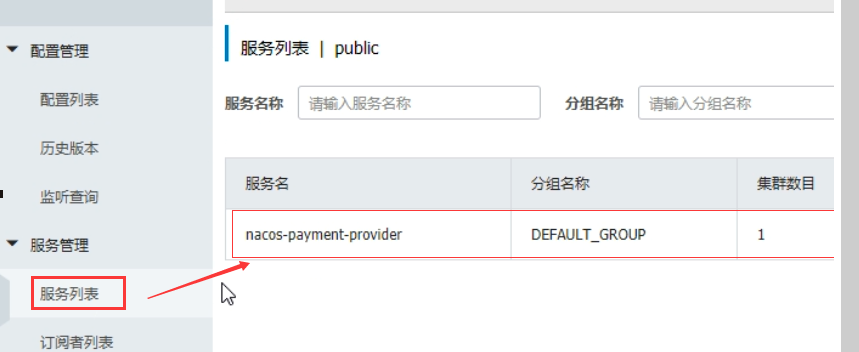 配置管理
配置列表
历史版本
监听查询
服务管理
服务列表
订阅者列表
服务列表 | public
服务名称 请输入服务名称 分组名称 请输入分组名称
服务名 分组名称 集群数目
nacos-payment-provider DEFAULT_GROUP 1